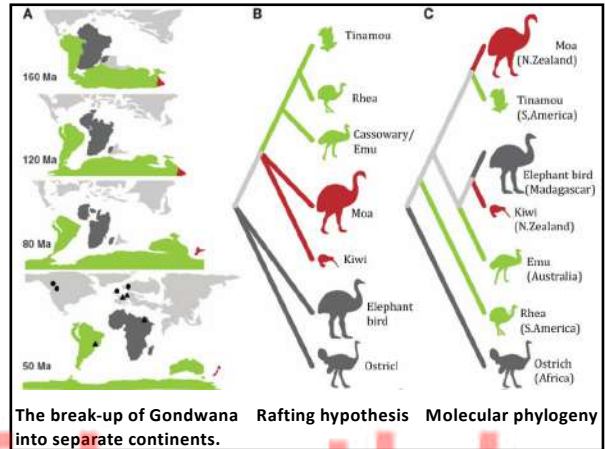 A
B
C
160 Ma
120 Ma
80 Ma
50 Ma
Tinamou
Rhea
Cassowary/
Emu
Moa
Kiwi
Elephant
bird
Ostricl
Moa
(N.Zealand)
Tinamou
(S,America)
Elephant bird
(Madagascar)
Kiwi
(N.Zealand)
Emu
(Australia)
Rhea
(S.America)
Ostrich
(Africa)
The break-up of Gondwana
into separate continents.
Rafting hypothesis
Molecular phylogeny